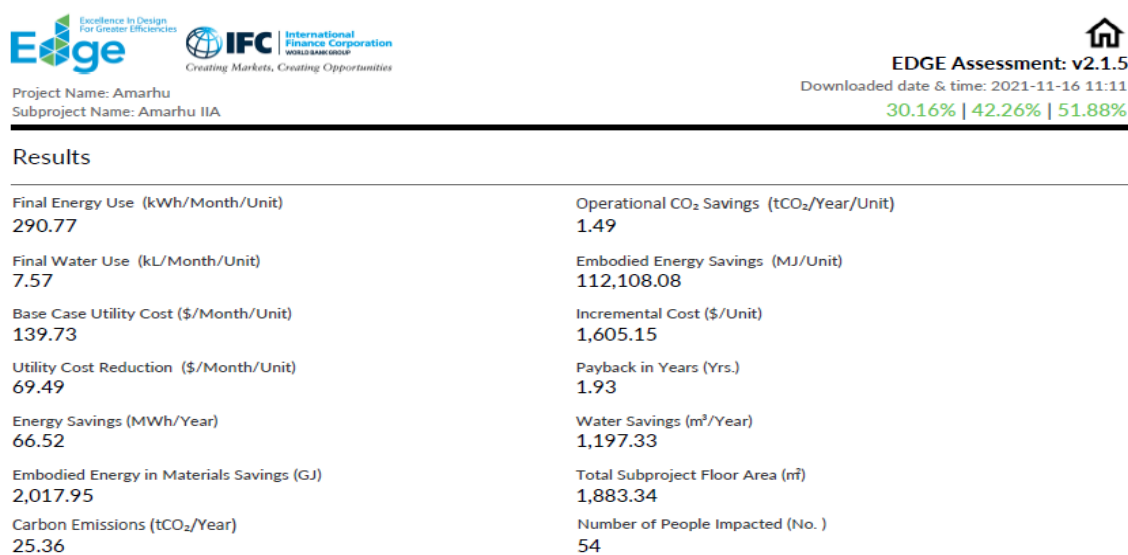 Excellence In Design
For Greater Efficiencies
Edge
IFC International Finance Corporation
WORLD BANK GROUP
Creating Markets, Creating Opportunities
EDGE Assessment: v2.1.5
Project Name: Amarhu
Downloaded date & time: 2021-11-16 11:11
Subproject Name: Amarhu IIA
30.16% | 42.26% | 51.88%
Results
Final Energy Use (kWh/Month/Unit)
290.77
Operational CO₂ Savings (tCO₂/Year/Unit)
1.49
Final Water Use (kL/Month/Unit)
7.57
Embodied Energy Savings (MJ/Unit)
112,108.08
Base Case Utility Cost ($/Month/Unit)
139.73
Incremental Cost ($/Unit)
1,605.15
Utility Cost Reduction ($/Month/Unit)
69.49
Payback in Years (Yrs.)
1.93
Energy Savings (MWh/Year)
66.52
Water Savings (m³/Year)
1,197.33
Embodied Energy in Materials Savings (GJ)
2,017.95
Total Subproject Floor Area (㎡)
1,883.34
Carbon Emissions (tCO₂/Year)
25.36
Number of People Impacted (No. )
54